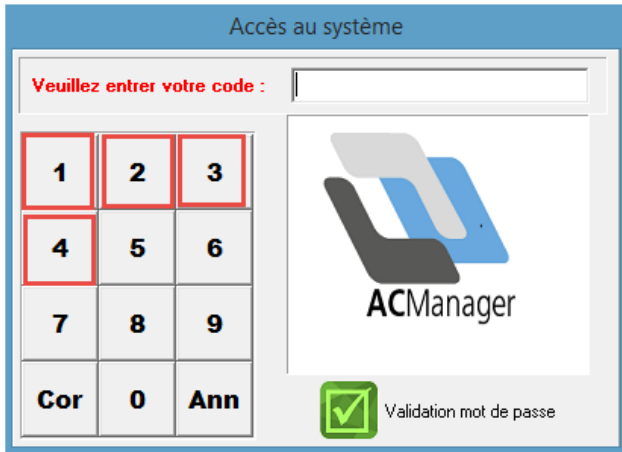 Accès au système
Veuillez entrer votre code :
1 2 3
4 5 6
7 8 9
Cor 0 Ann
ACManager
Validation mot de passe